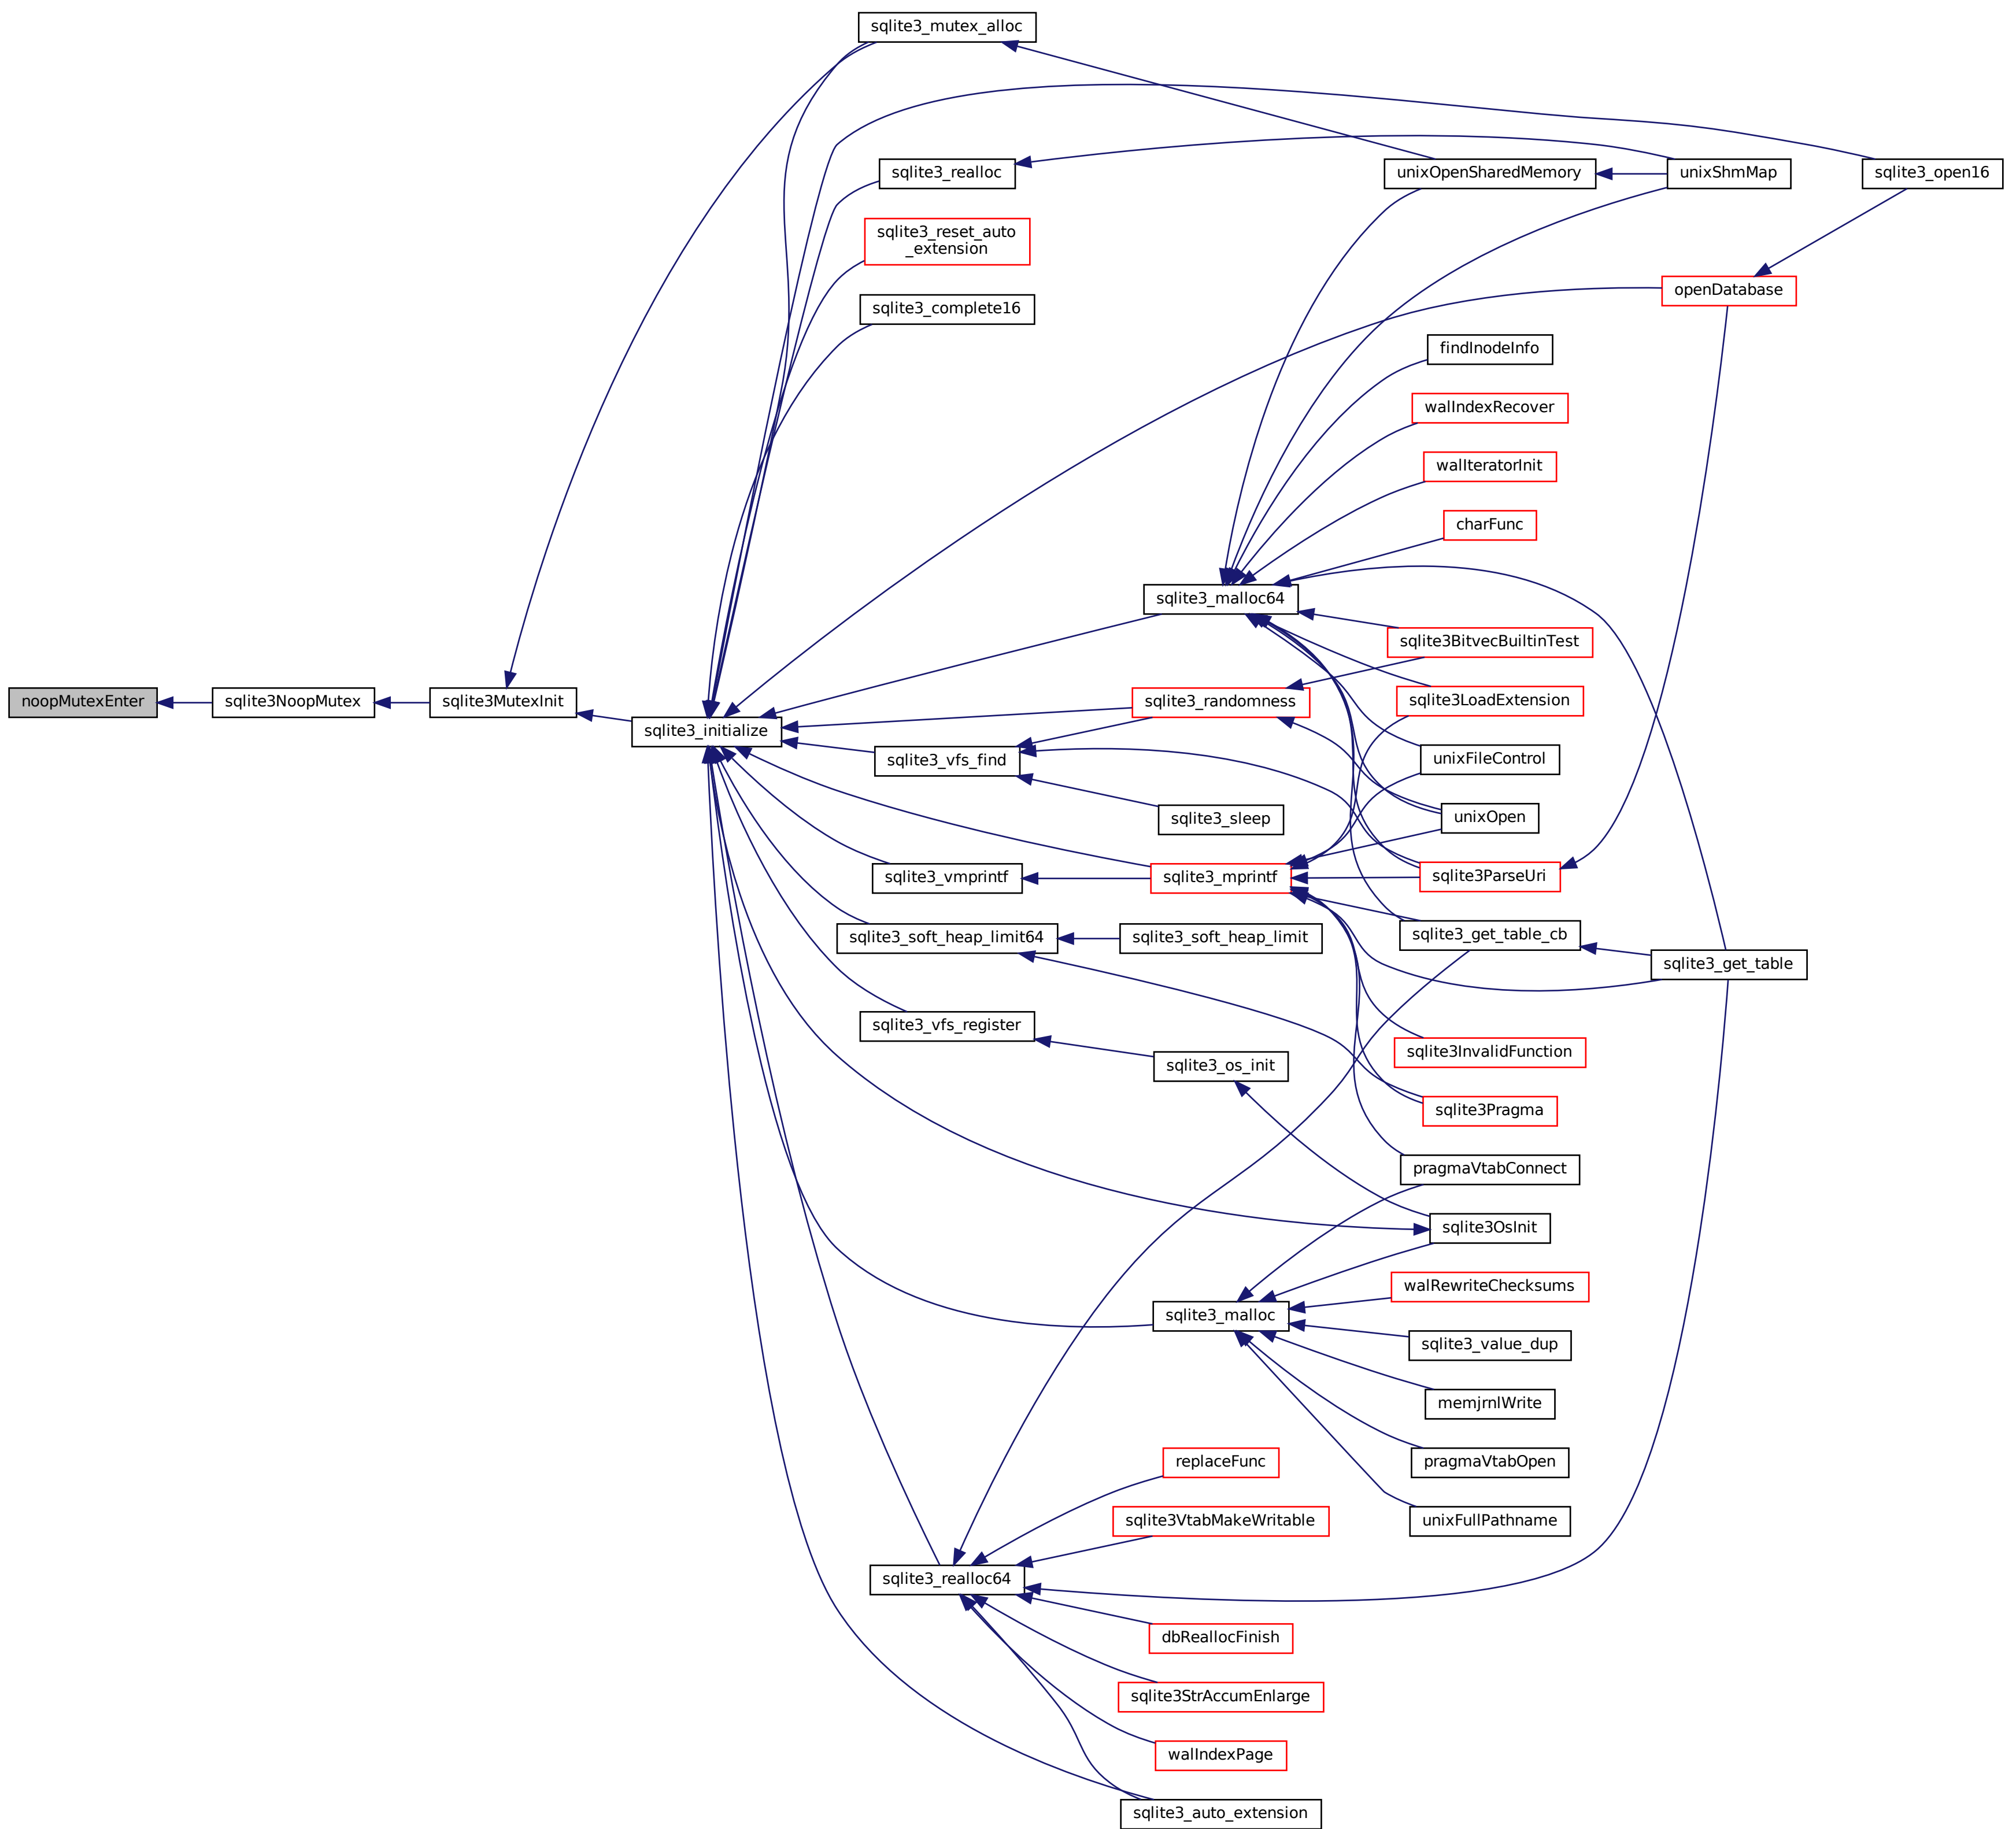 sqlite3_mutex_alloc
sqlite3_realloc
unixOpenSharedMemory
unixShmMap
sqlite3_open16
sqlite3_reset_auto
_extension
openDatabase
sqlite3_complete16
findInodeInfo
walIndexRecover
walIteratorInit
charFunc
sqlite3_malloc64
sqlite3BitvecBuiltinTest
noopMutexEnter
sqlite3NoopMutex
sqlite3MutexInit
sqlite3_initialize
sqlite3_randomness
sqlite3LoadExtension
sqlite3_vfs_find
unixFileControl
sqlite3_sleep
unixOpen
sqlite3_vmprintf
sqlite3_mprintf
sqlite3ParseUri
sqlite3_soft_heap_limit64
sqlite3_soft_heap_limit
sqlite3_get_table_cb
sqlite3_get_table
sqlite3_vfs_register
sqlite3_os_init
sqlite3InvalidFunction
sqlite3Pragma
pragmaVtabConnect
sqlite3OsInit
walRewriteChecksums
sqlite3_malloc
sqlite3_value_dup
memjrnlWrite
pragmaVtabOpen
unixFullPathname
replaceFunc
sqlite3VtabMakeWritable
sqlite3_realloc64
dbReallocFinish
sqlite3StrAccumEnlarge
walIndexPage
sqlite3_auto_extension